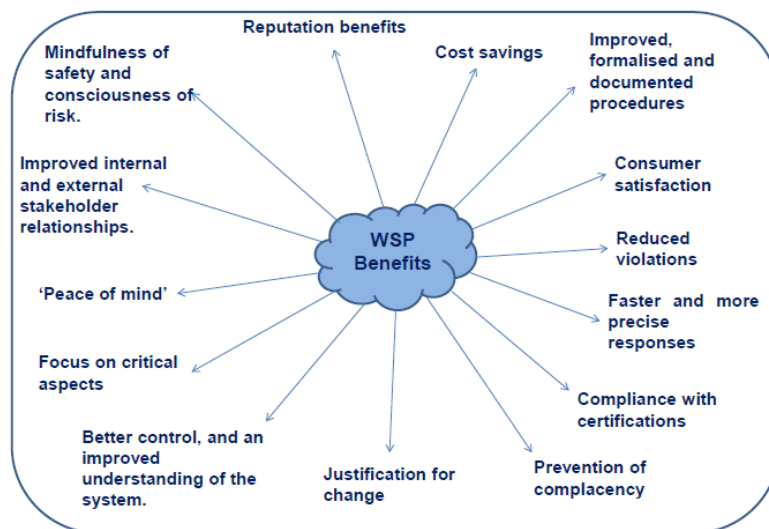 Reputation benefits
Cost savings
Improved,
formalised and
documented
procedures
Mindfulness of
safety and
consciousness of
risk.
Improved internal
and external
stakeholder
relationships.
Consumer
satisfaction
WSP
Benefits
Reduced
violations
‘Peace of mind’
Faster and more
precise
responses
Focus on critical
aspects
Compliance with
certifications
Better control, and an
improved
understanding of the
system.
Justification for
change
Prevention of
complacency